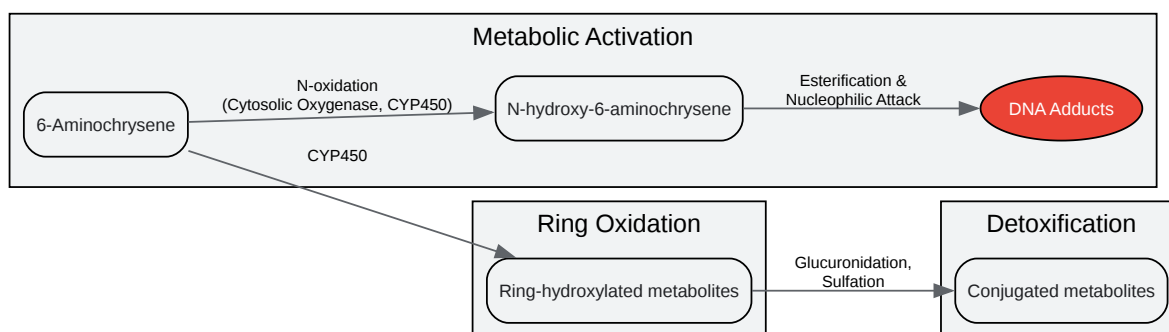 Metabolic Activation
6-Aminochrysene
N-oxidation
(Cytosolic Oxygenase, CYP450)
N-hydroxy-6-aminochrysene
Esterification &
Nucleophilic Attack
DNA Adducts
CYP450
Ring Oxidation
Ring-hydroxylated metabolites
Glucuronidation,
Sulfation
Detoxification
Conjugated metabolites